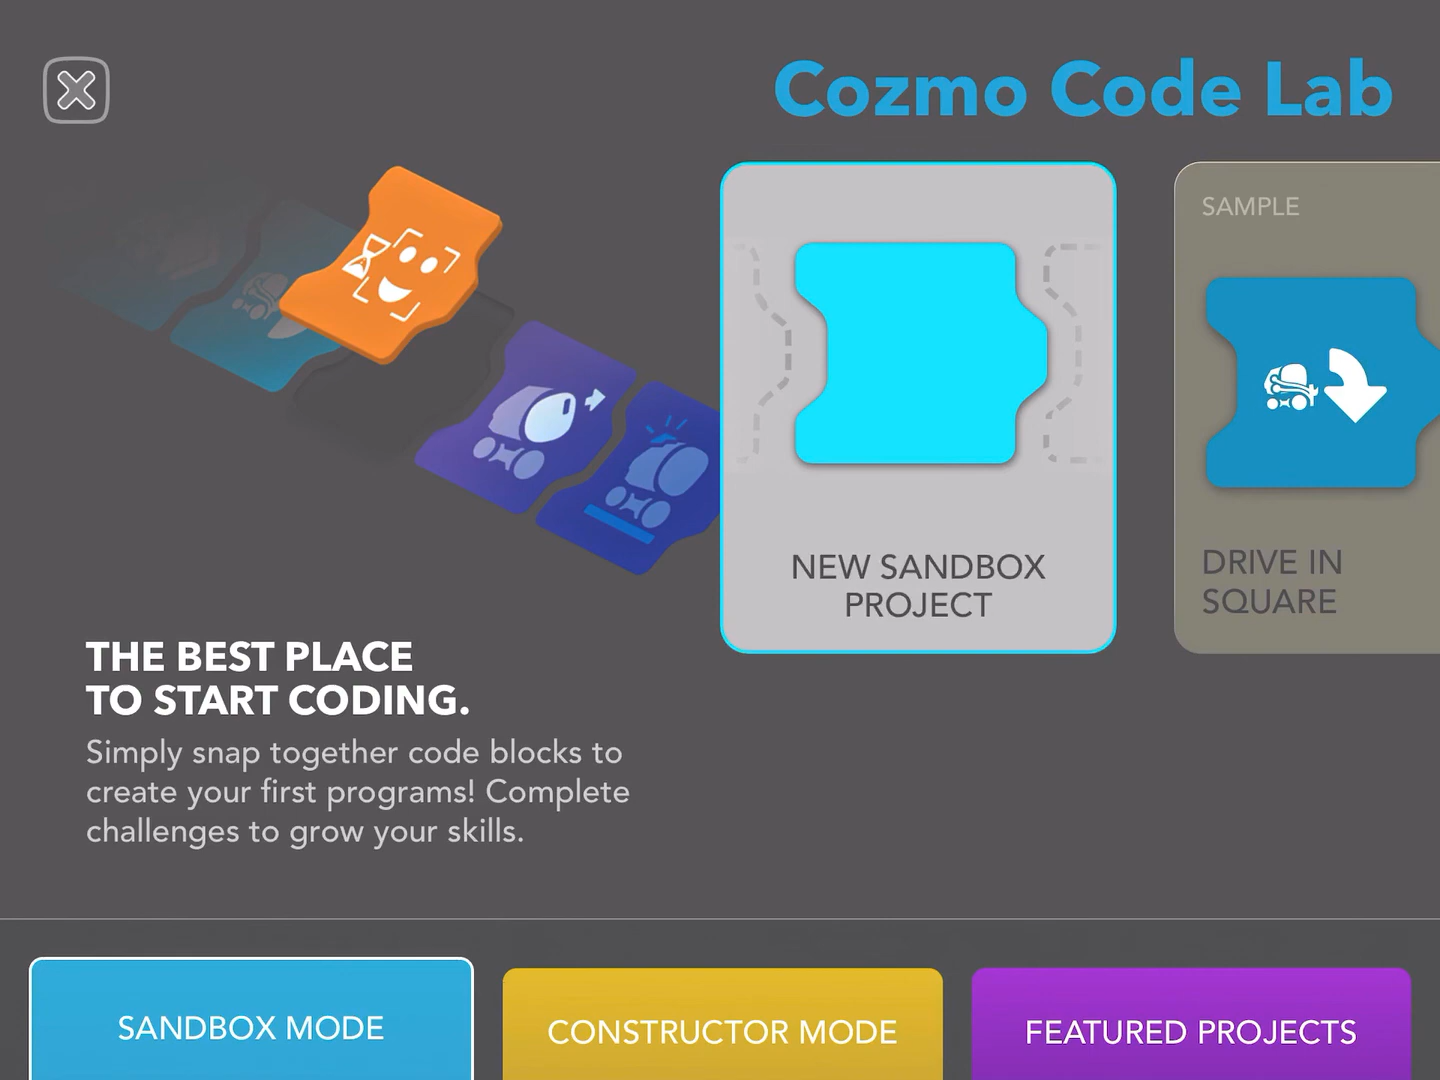 Cozmo Code Lab
SAMPLE
NEW SANDBOX
PROJECT
DRIVE IN
SQUARE
THE BEST PLACE
TO START CODING.
Simply snap together code blocks to
create your first programs! Complete
challenges to grow your skills.
SANDBOX MODE
CONSTRUCTOR MODE
FEATURED PROJECTS